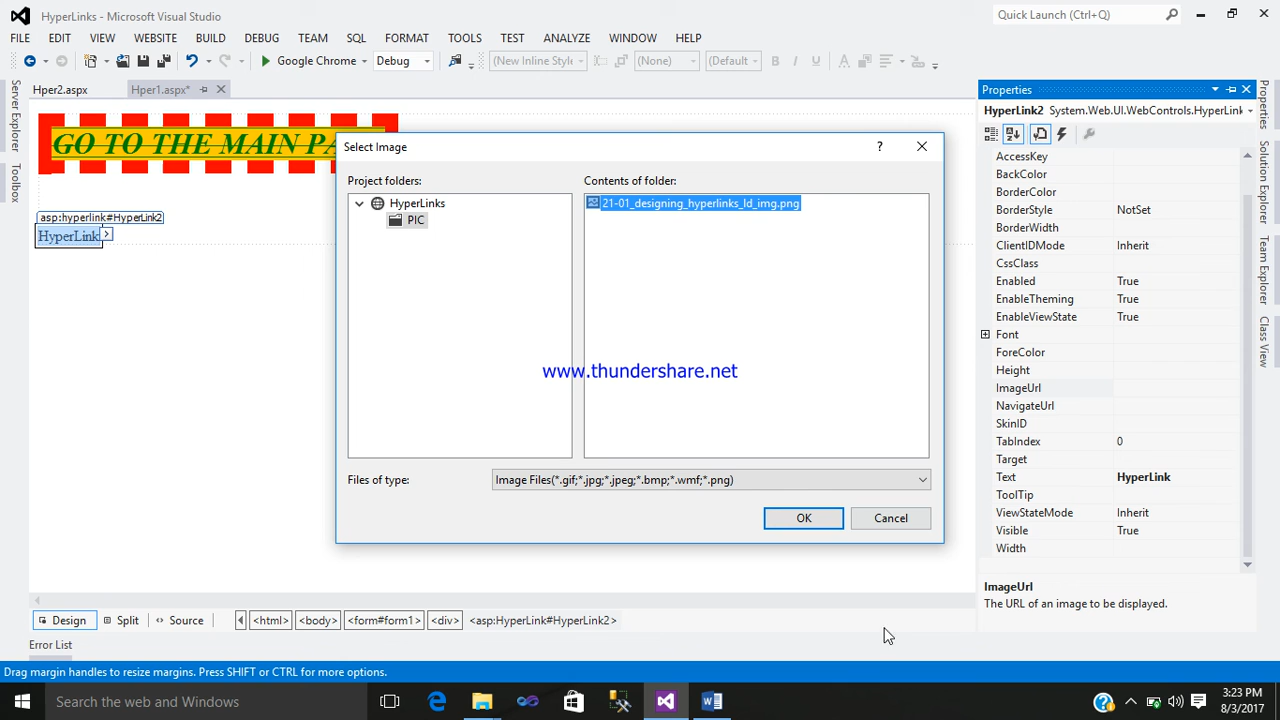 HyperLinks - Microsoft Visual Studio
Quick Launch (Ctrl+Q)
FILE EDIT VIEW WEBSITE BUILD DEBUG TEAM SQL FORMAT TOOLS TEST ANALYZE WINDOW HELP
Google Chrome Debug (New Inline Style (None) (Default B I U A
Hper2.aspx Hper1.aspx*
Server Explorer
Toolbox
GO TO THE MAIN PA
asp:hyperlink#HyperLink2
HyperLink
Select Image
Project folders:
HyperLinks
PIC
Contents of folder:
21-01_designing_hyperlinks_ld_img.png
www.thundershare.net
Files of type:
Image Files(*.gif;*.jpg;*.jpeg;*.bmp;*.wmf;*.png)
OK
Cancel
Properties
HyperLink2 System.Web.UI.WebControls.HyperLink
AccessKey
BackColor
BorderColor
BorderStyle NotSet
BorderWidth
ClientIDMode Inherit
CssClass
Enabled True
EnableTheming True
EnableViewState True
Font
ForeColor
Height
ImageUrl
NavigateUrl
SkinID
TabIndex 0
Target
Text HyperLink
ToolTip
ViewStateMode Inherit
Visible True
Width
ImageUrl
The URL of an image to be displayed.
Properties
Solution Explorer
Team Explorer
Class View
Design Split Source <html> <body> <form#form1> <div> <asp:HyperLink#HyperLink2>
Error List
Drag margin handles to resize margins. Press SHIFT or CTRL for more options.
Search the web and Windows
3:23 PM
8/3/2017